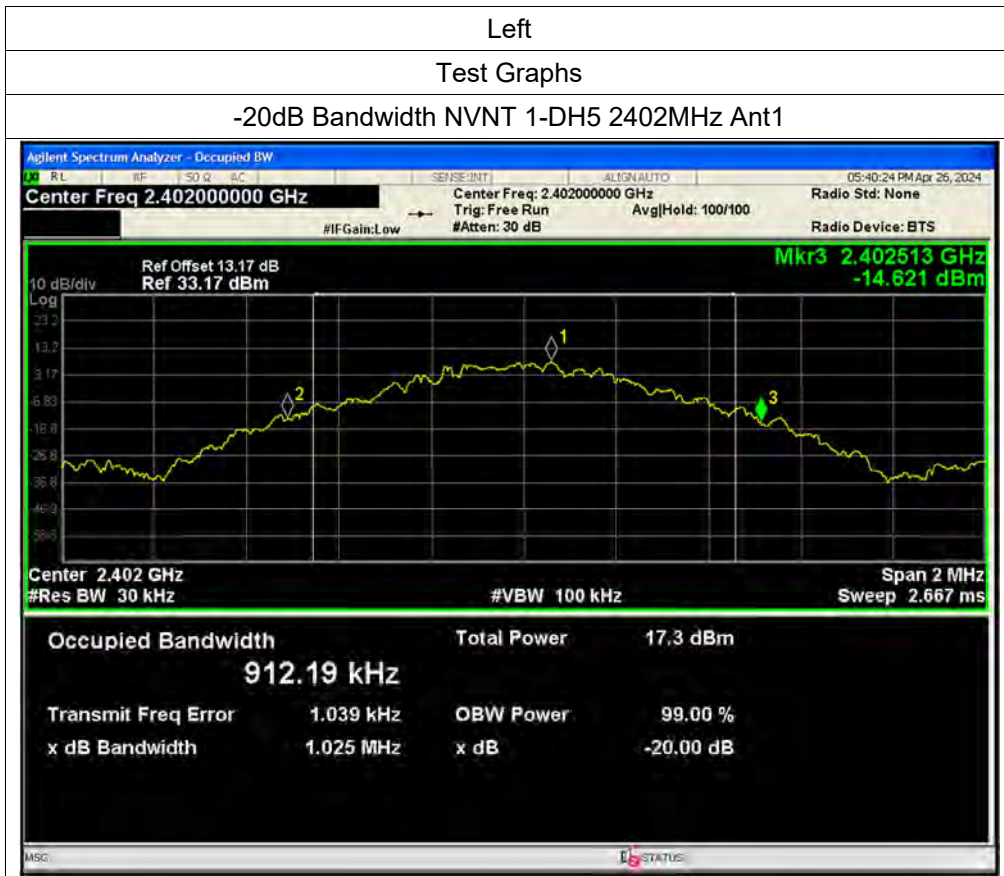 Left
Test Graphs
-20dB Bandwidth NVNT 1-DH5 2402MHz Ant1
Agilent Spectrum Analyzer - Occupied BW
RL RF 50 Ω AC SENSE:INT ALIGN AUTO 05:40:24 PM Apr 26, 2024
Center Freq 2.402000000 GHz
Center Freq: 2.402000000 GHz
Radio Std: None
Trig: Free Run Avg|Hold: 100/100
#IFGain:Low #Atten: 30 dB Radio Device: BTS
Mkr3 2.402513 GHz
-14.621 dBm
Ref Offset 13.17 dB
10 dB/div Ref 33.17 dBm
Log
23.2
1
13.2
3.17
2
3
-6.83
-16.8
-26.8
-36.8
-46.8
-56.8
Center 2.402 GHz Span 2 MHz
#Res BW 30 kHz #VBW 100 kHz Sweep 2.667 ms
Occupied Bandwidth Total Power 17.3 dBm
912.19 kHz
Transmit Freq Error 1.039 kHz OBW Power 99.00 %
x dB Bandwidth 1.025 MHz x dB -20.00 dB
MSG STATUS